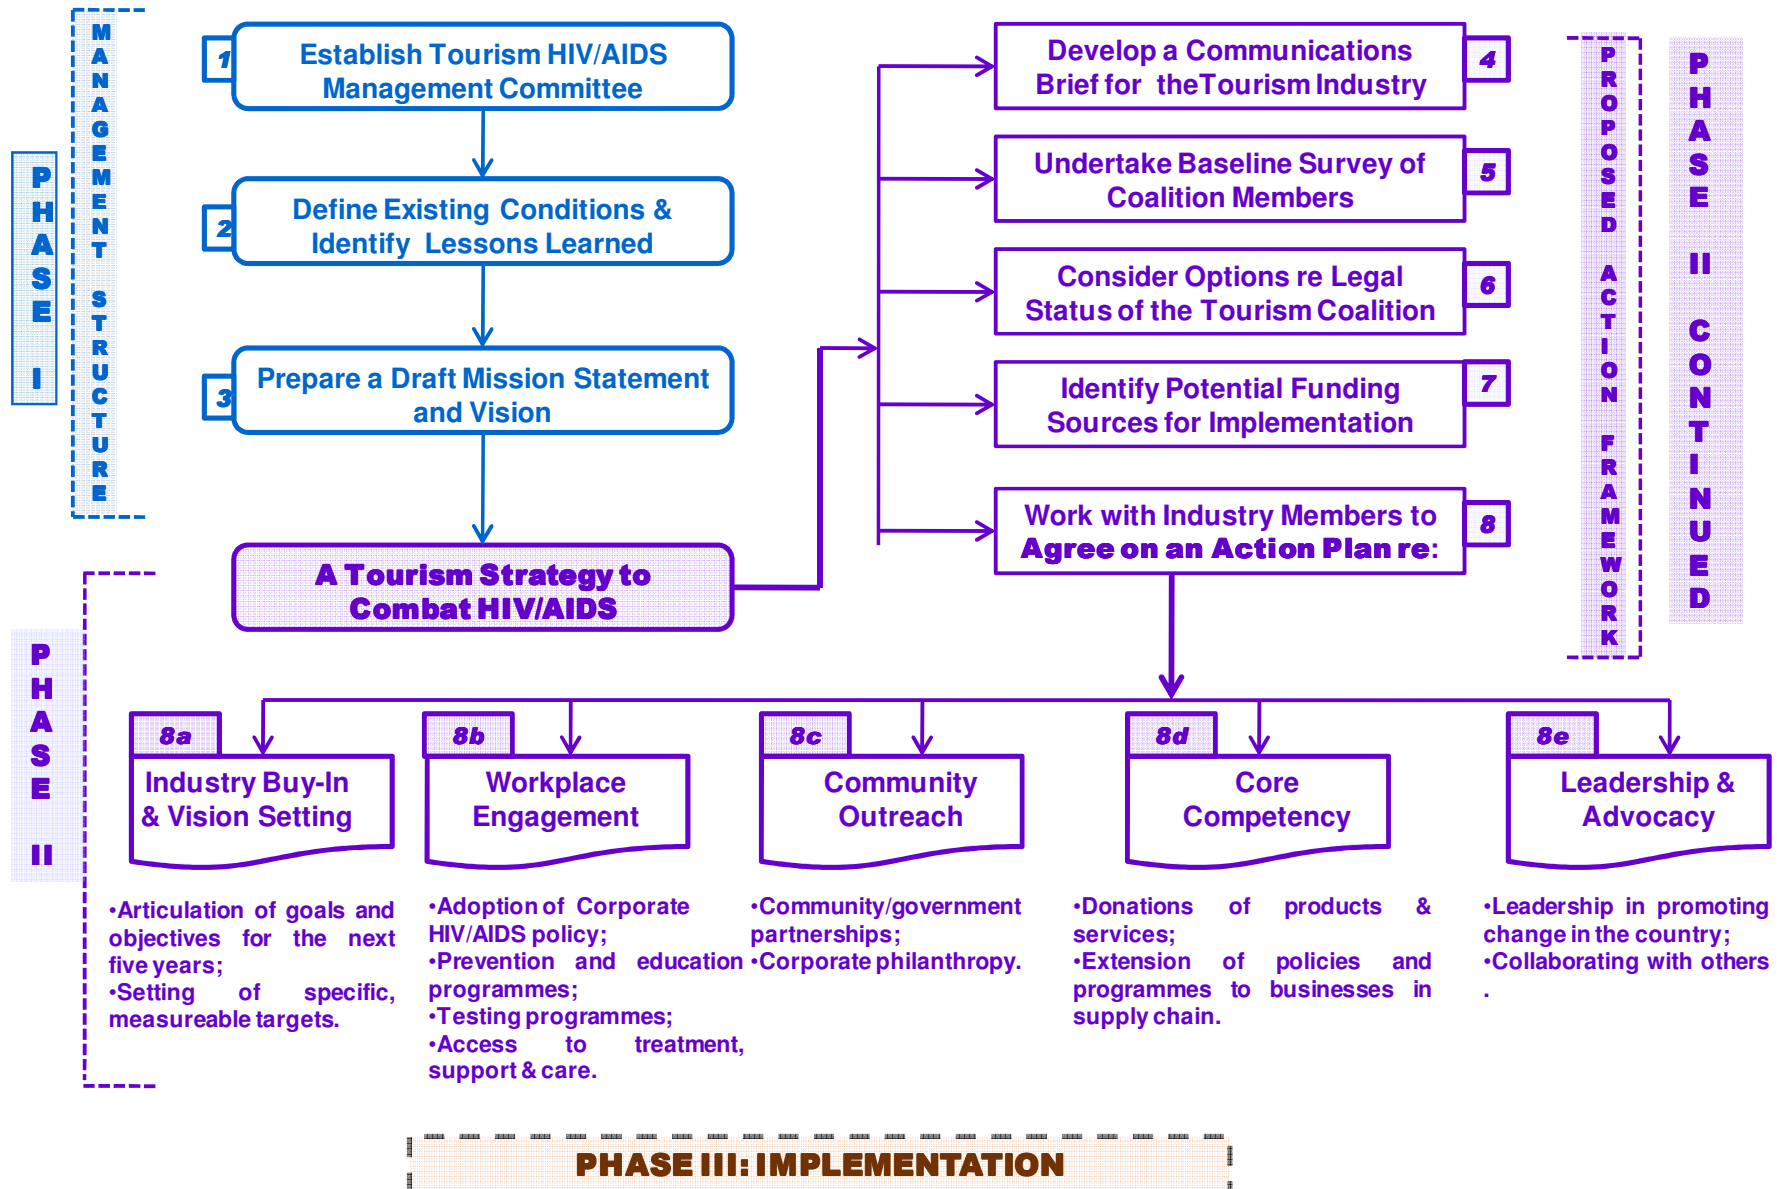 PHASE I
MANAGEMENT STRUCTURE
1
Establish Tourism HIV/AIDS
Management Committee
2
Define Existing Conditions &
Identify Lessons Learned
3
Prepare a Draft Mission Statement
and Vision
A Tourism Strategy to
Combat HIV/AIDS
Develop a Communications
Brief for theTourism Industry
4
Undertake Baseline Survey of
Coalition Members
5
Consider Options re Legal
Status of the Tourism Coalition
6
Identify Potential Funding
Sources for Implementation
7
Work with Industry Members to
Agree on an Action Plan re:
8
PROPOSED ACTION FRAMEWORK
PHASE II CONTINUED
PHASE II
8a
Industry Buy-In
& Vision Setting
•Articulation of goals and
objectives for the next
five years;
•Setting of specific,
measureable targets.
8b
Workplace
Engagement
•Adoption of Corporate
HIV/AIDS policy;
•Prevention and education
programmes;
•Testing programmes;
•Access to treatment,
support & care.
8c
Community
Outreach
•Community/government
partnerships;
•Corporate philanthropy.
8d
Core
Competency
•Donations of products &
services;
•Extension of policies and
programmes to businesses in
supply chain.
8e
Leadership &
Advocacy
•Leadership in promoting
change in the country;
•Collaborating with others
.
PHASE III: IMPLEMENTATION